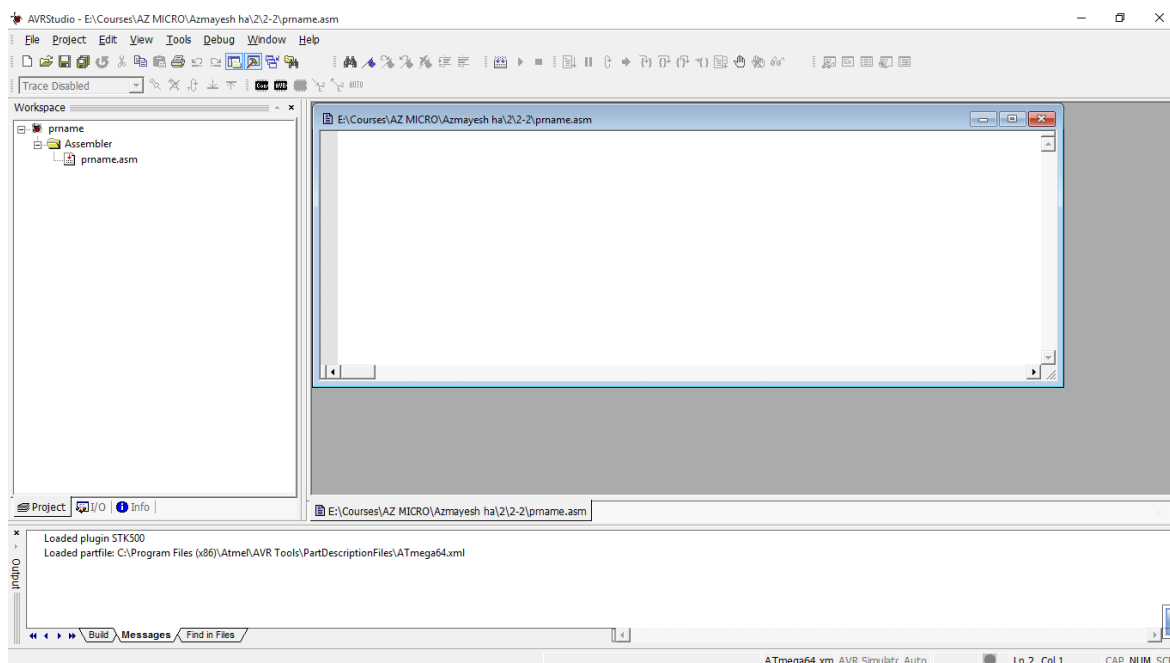 AVRStudio - E:\Courses\AZ MICRO\Azmayesh ha\2\2-2\prname.asm
File Project Edit View Tools Debug Window Help
Trace Disabled
AUTO
Workspace
E:\Courses\AZ MICRO\Azmayesh ha\2\2-2\prname.asm
prname
Assembler
prname.asm
Project I/O Info
E:\Courses\AZ MICRO\Azmayesh ha\2\2-2\prname.asm
Loaded plugin STK500
Loaded partfile: C:\Program Files (x86)\Atmel\AVR Tools\PartDescriptionFiles\ATmega64.xml
Output
Build Messages Find in Files
ATmega64.xm AVR Simulatc Auto Ln 2, Col 1 CAP NUM